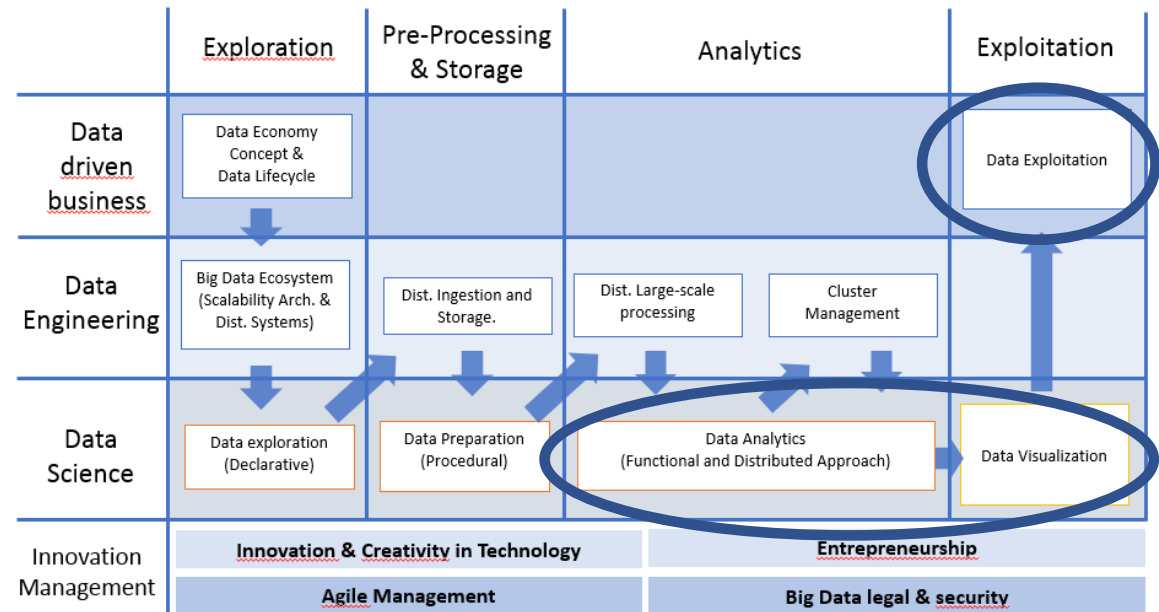 Exploration
Pre-Processing
& Storage
Analytics
Exploitation
Data
driven
business
Data Economy
Concept &
Data Lifecycle
Data Exploitation
Data
Engineering
Big Data Ecosystem
(Scalability Arch. &
Dist. Systems)
Dist. Ingestion and
Storage.
Dist. Large-scale
processing
Cluster
Management
Data
Science
Data exploration
(Declarative)
Data Preparation
(Procedural)
Data Analytics
(Functional and Distributed Approach)
Data Visualization
Innovation
Management
Innovation & Creativity in Technology
Entrepreneurship
Agile Management
Big Data legal & security